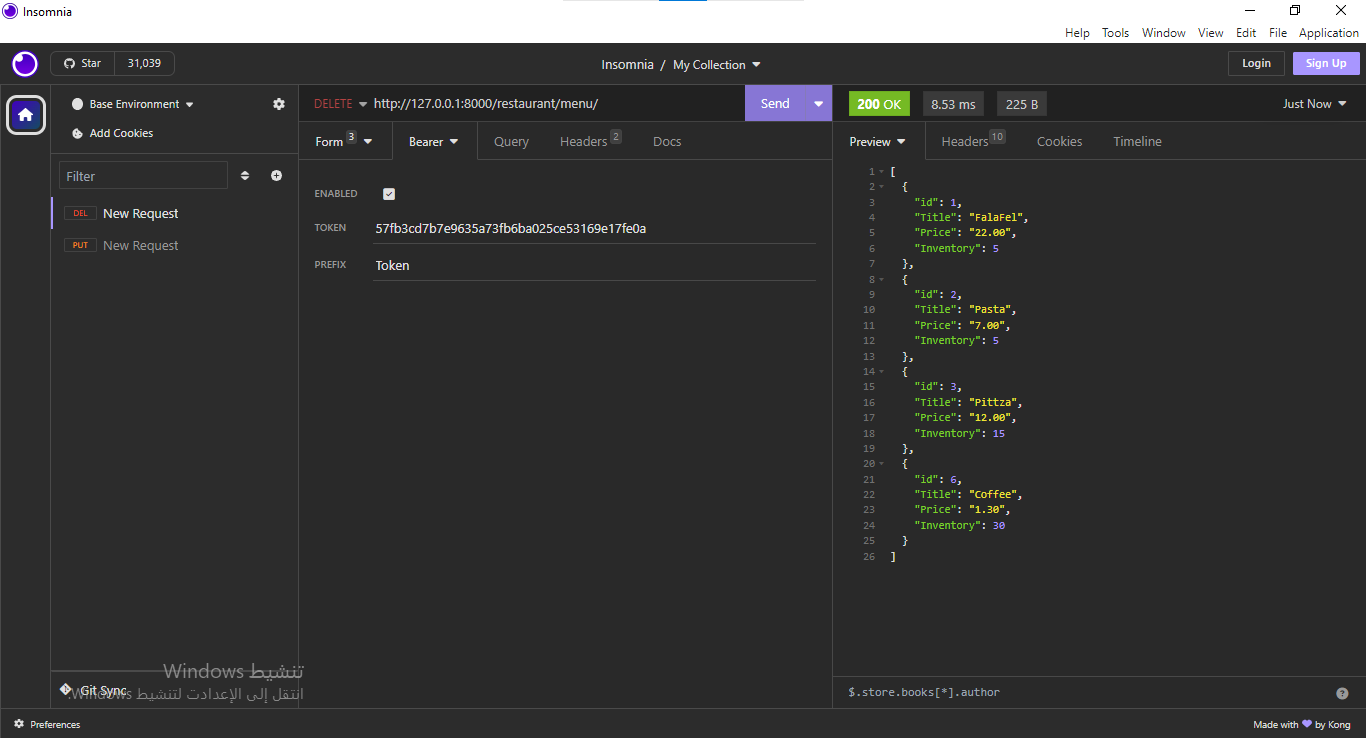 Insomnia
Help Tools Window View Edit File Application
Star 31,039
Insomnia / My Collection
Login Sign Up
Base Environment
Add Cookies
Filter
DEL New Request
PUT New Request
DELETE http://127.0.0.1:8000/restaurant/menu/ Send
Form 3 Bearer Query Headers 2 Docs
ENABLED
TOKEN 57fb3cd7b7e9635a73fb6ba025ce53169e17fe0a
PREFIX Token
200 OK 8.53 ms 225 B Just Now
Preview Headers 10 Cookies Timeline
1 [
2 {
3 "id": 1,
4 "Title": "FalaFel",
5 "Price": "22.00",
6 "Inventory": 5
7 },
8 {
9 "id": 2,
10 "Title": "Pasta",
11 "Price": "7.00",
12 "Inventory": 5
13 },
14 {
15 "id": 3,
16 "Title": "Pittza",
17 "Price": "12.00",
18 "Inventory": 15
19 },
20 {
21 "id": 6,
22 "Title": "Coffee",
23 "Price": "1.30",
24 "Inventory": 30
25 }
26 ]
$.store.books[*].author
تنشيط Windows
انتقل إلى الإعدادت لتنشيط Windows.
Git Sync
Preferences
Made with by Kong